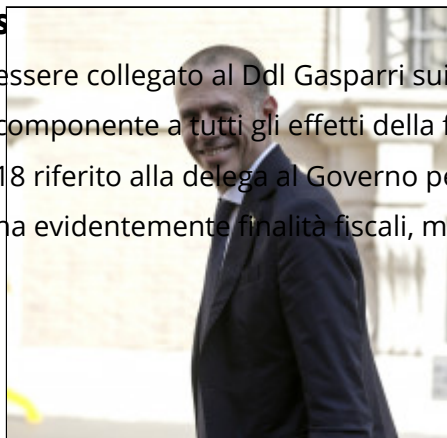 s
essere collegato al Ddl Gasparri sui
componente a tutti gli effetti della f
18 riferito alla delega al Governo pe
na evidentemente finalità fiscali, m